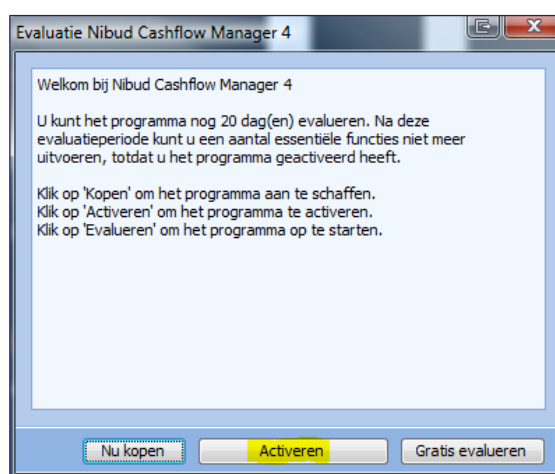 Evaluatie Nibud Cashflow Manager 4
Welkom bij Nibud Cashflow Manager 4
U kunt het programma nog 20 dag(en) evalueren. Na deze
evaluatieperiode kunt u een aantal essentiële functies niet meer
uitvoeren, totdat u het programma geactiveerd heeft.
Klik op 'Kopen' om het programma aan te schaffen.
Klik op 'Activeren' om het programma te activeren.
Klik op 'Evalueren' om het programma op te starten.
Nu kopen Activeren Gratis evalueren